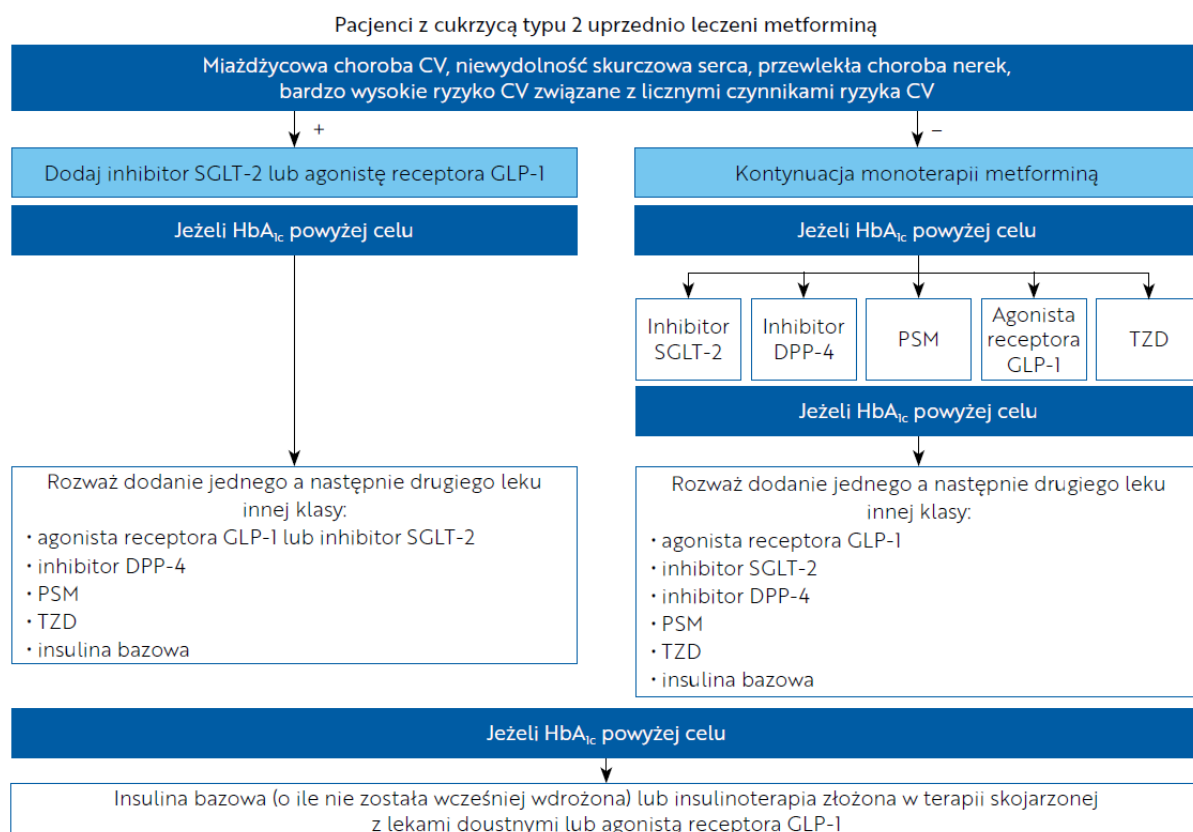 Pacjenci z cukrzycą typu 2 uprzednio leczeni metforminą
Miażdżycowa choroba CV, niewydolność skurczowa serca, przewlekła choroba nerek,
bardzo wysokie ryzyko CV związane z licznymi czynnikami ryzyka CV
+
–
Dodaj inhibitor SGLT-2 lub agonistę receptora GLP-1
Kontynuacja monoterapii metforminą
Jeżeli HbA1c powyżej celu
Jeżeli HbA1c powyżej celu
Inhibitor
SGLT-2
Inhibitor
DPP-4
PSM
Agonista
receptora
GLP-1
TZD
Jeżeli HbA1c powyżej celu
Rozważ dodanie jednego a następnie drugiego leku
innej klasy:
• agonista receptora GLP-1 lub inhibitor SGLT-2
• inhibitor DPP-4
• PSM
• TZD
• insulina bazowa
Rozważ dodanie jednego a następnie drugiego leku
innej klasy:
• agonista receptora GLP-1
• inhibitor SGLT-2
• inhibitor DPP-4
• PSM
• TZD
• insulina bazowa
Jeżeli HbA1c powyżej celu
Insulina bazowa (o ile nie została wcześniej wdrożona) lub insulinoterapia złożona w terapii skojarzonej
z lekami doustnymi lub agonistą receptora GLP-1